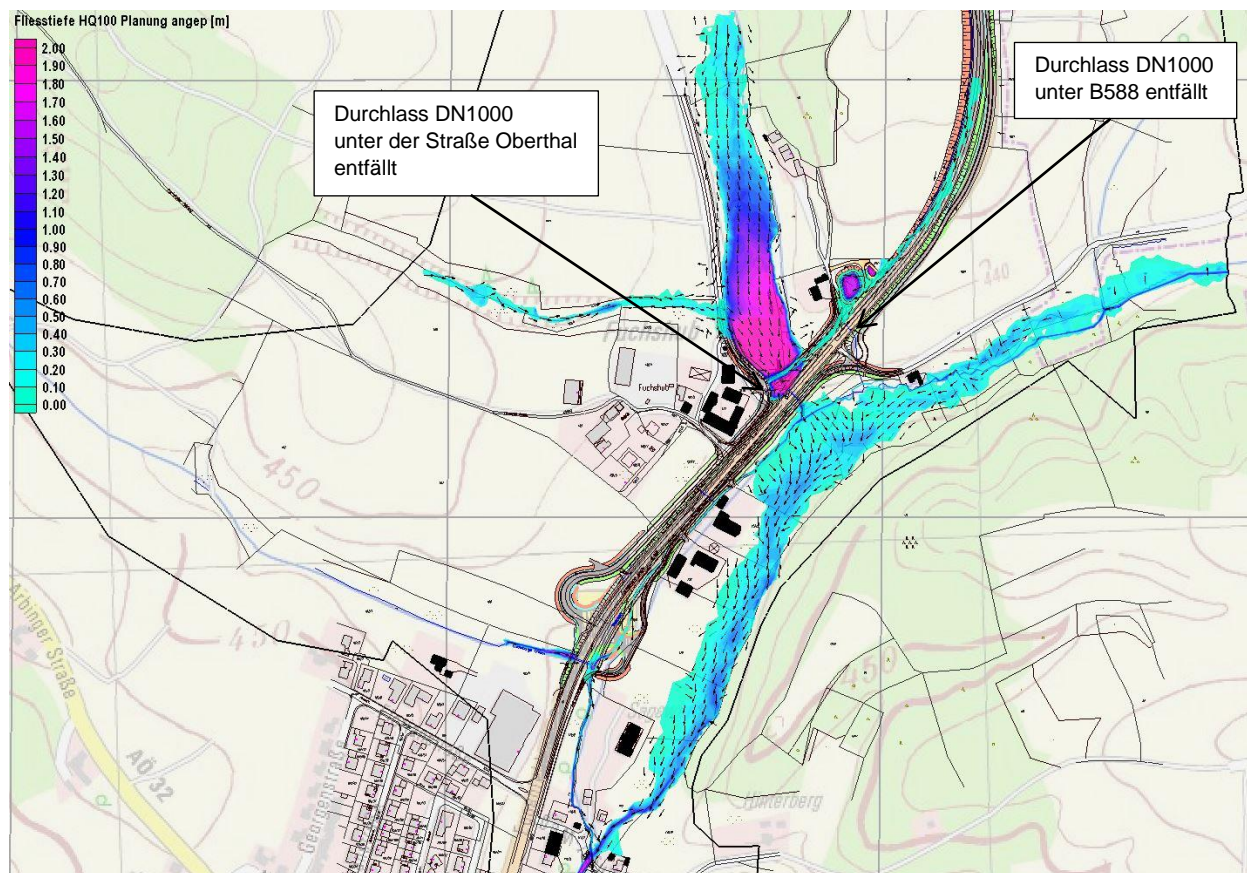 Fliesstiefe HQ100 Planung angep [m]
2.00
1.90
1.80
1.70
1.60
1.50
1.40
1.30
1.20
1.10
1.00
0.90
0.80
0.70
0.60
0.50
0.40
0.30
0.20
0.10
0.00
Durchlass DN1000
unter der Straße Oberthal
entfällt
Durchlass DN1000
unter B588 entfällt
440
Fuchshub
Fuchshub
450
450
450
Arbinger Straße
AÖ 32
Georgenstraße
Hinterberg